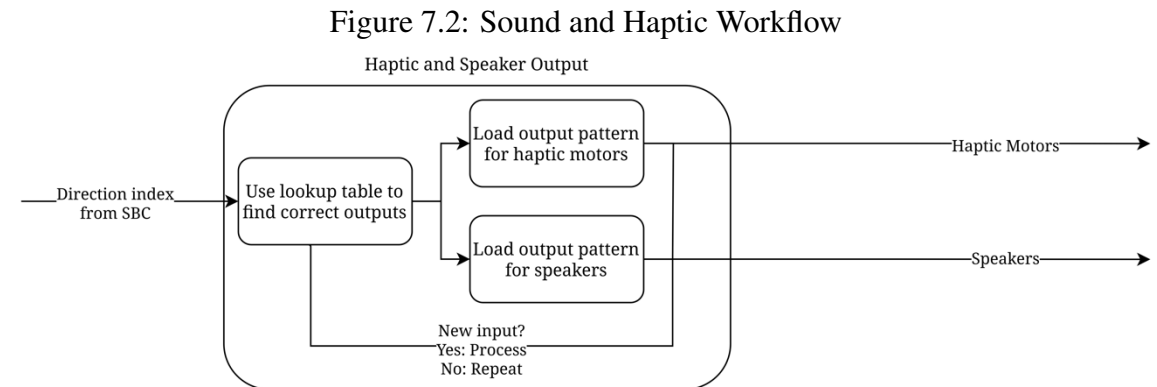 Figure 7.2: Sound and Haptic Workflow
Haptic and Speaker Output
Load output pattern
for haptic motors
Haptic Motors
Direction index
from SBC
Use lookup table to
find correct outputs
Load output pattern
for speakers
Speakers
New input?
Yes: Process
No: Repeat